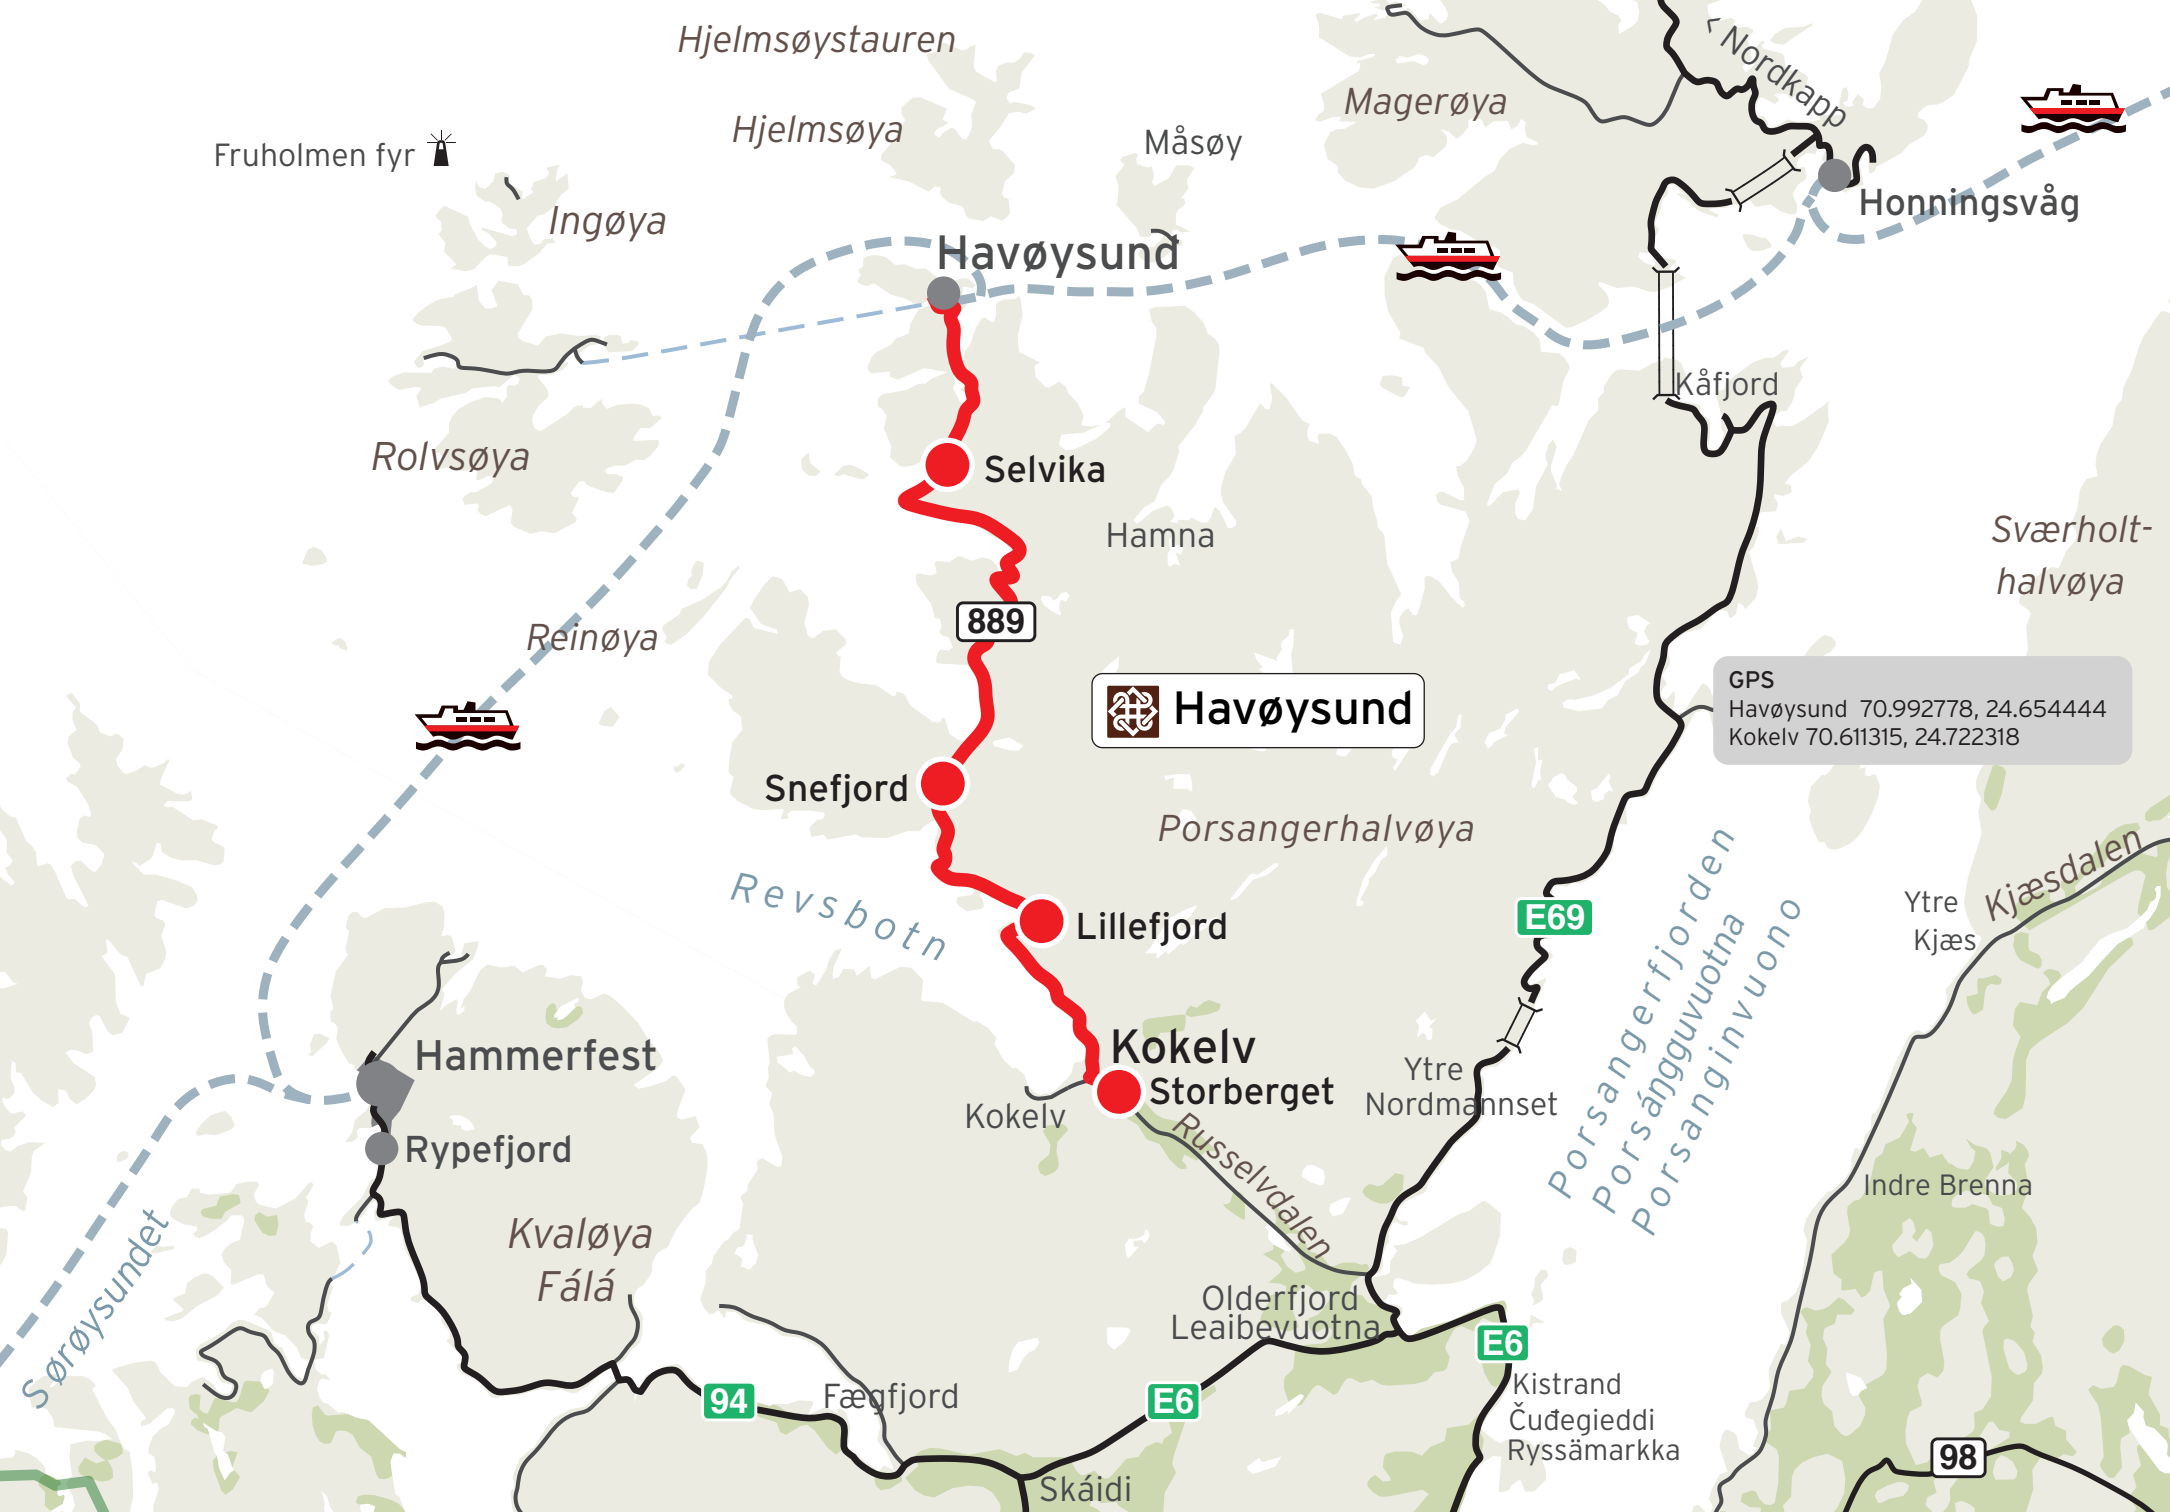 Hjelmsøystauren
< Nordkapp
Magerøya
Hjelmsøya
Måsøy
Fruholmen fyr
Honningsvåg
Ingøya
Havøysund
Kåfjord
Rolvsøya
Selvika
Hamna
Sværholt-
halvøya
889
Reinøya
Havøysund
GPS
Havøysund 70.992778, 24.654444
Kokelv 70.611315, 24.722318
Snefjord
Porsangerhalvøya
Revsbotn
Lillefjord
E69
Ytre
Kjæs
Kjæsdalen
Porsangerfjorden
Porsáŋgguvuotna
Porsanginvuono
Hammerfest
Kokelv
Storberget
Kokelv
Ytre
Nordmannset
Rypefjord
Russelvdalen
Indre Brenna
Kvaløya
Fálá
Sørøysundet
Olderfjord
Leaibevuotna
E6
94
Fægfjord
E6
Kistrand
Čuđegieddi
Ryssämarkka
98
Skáidi